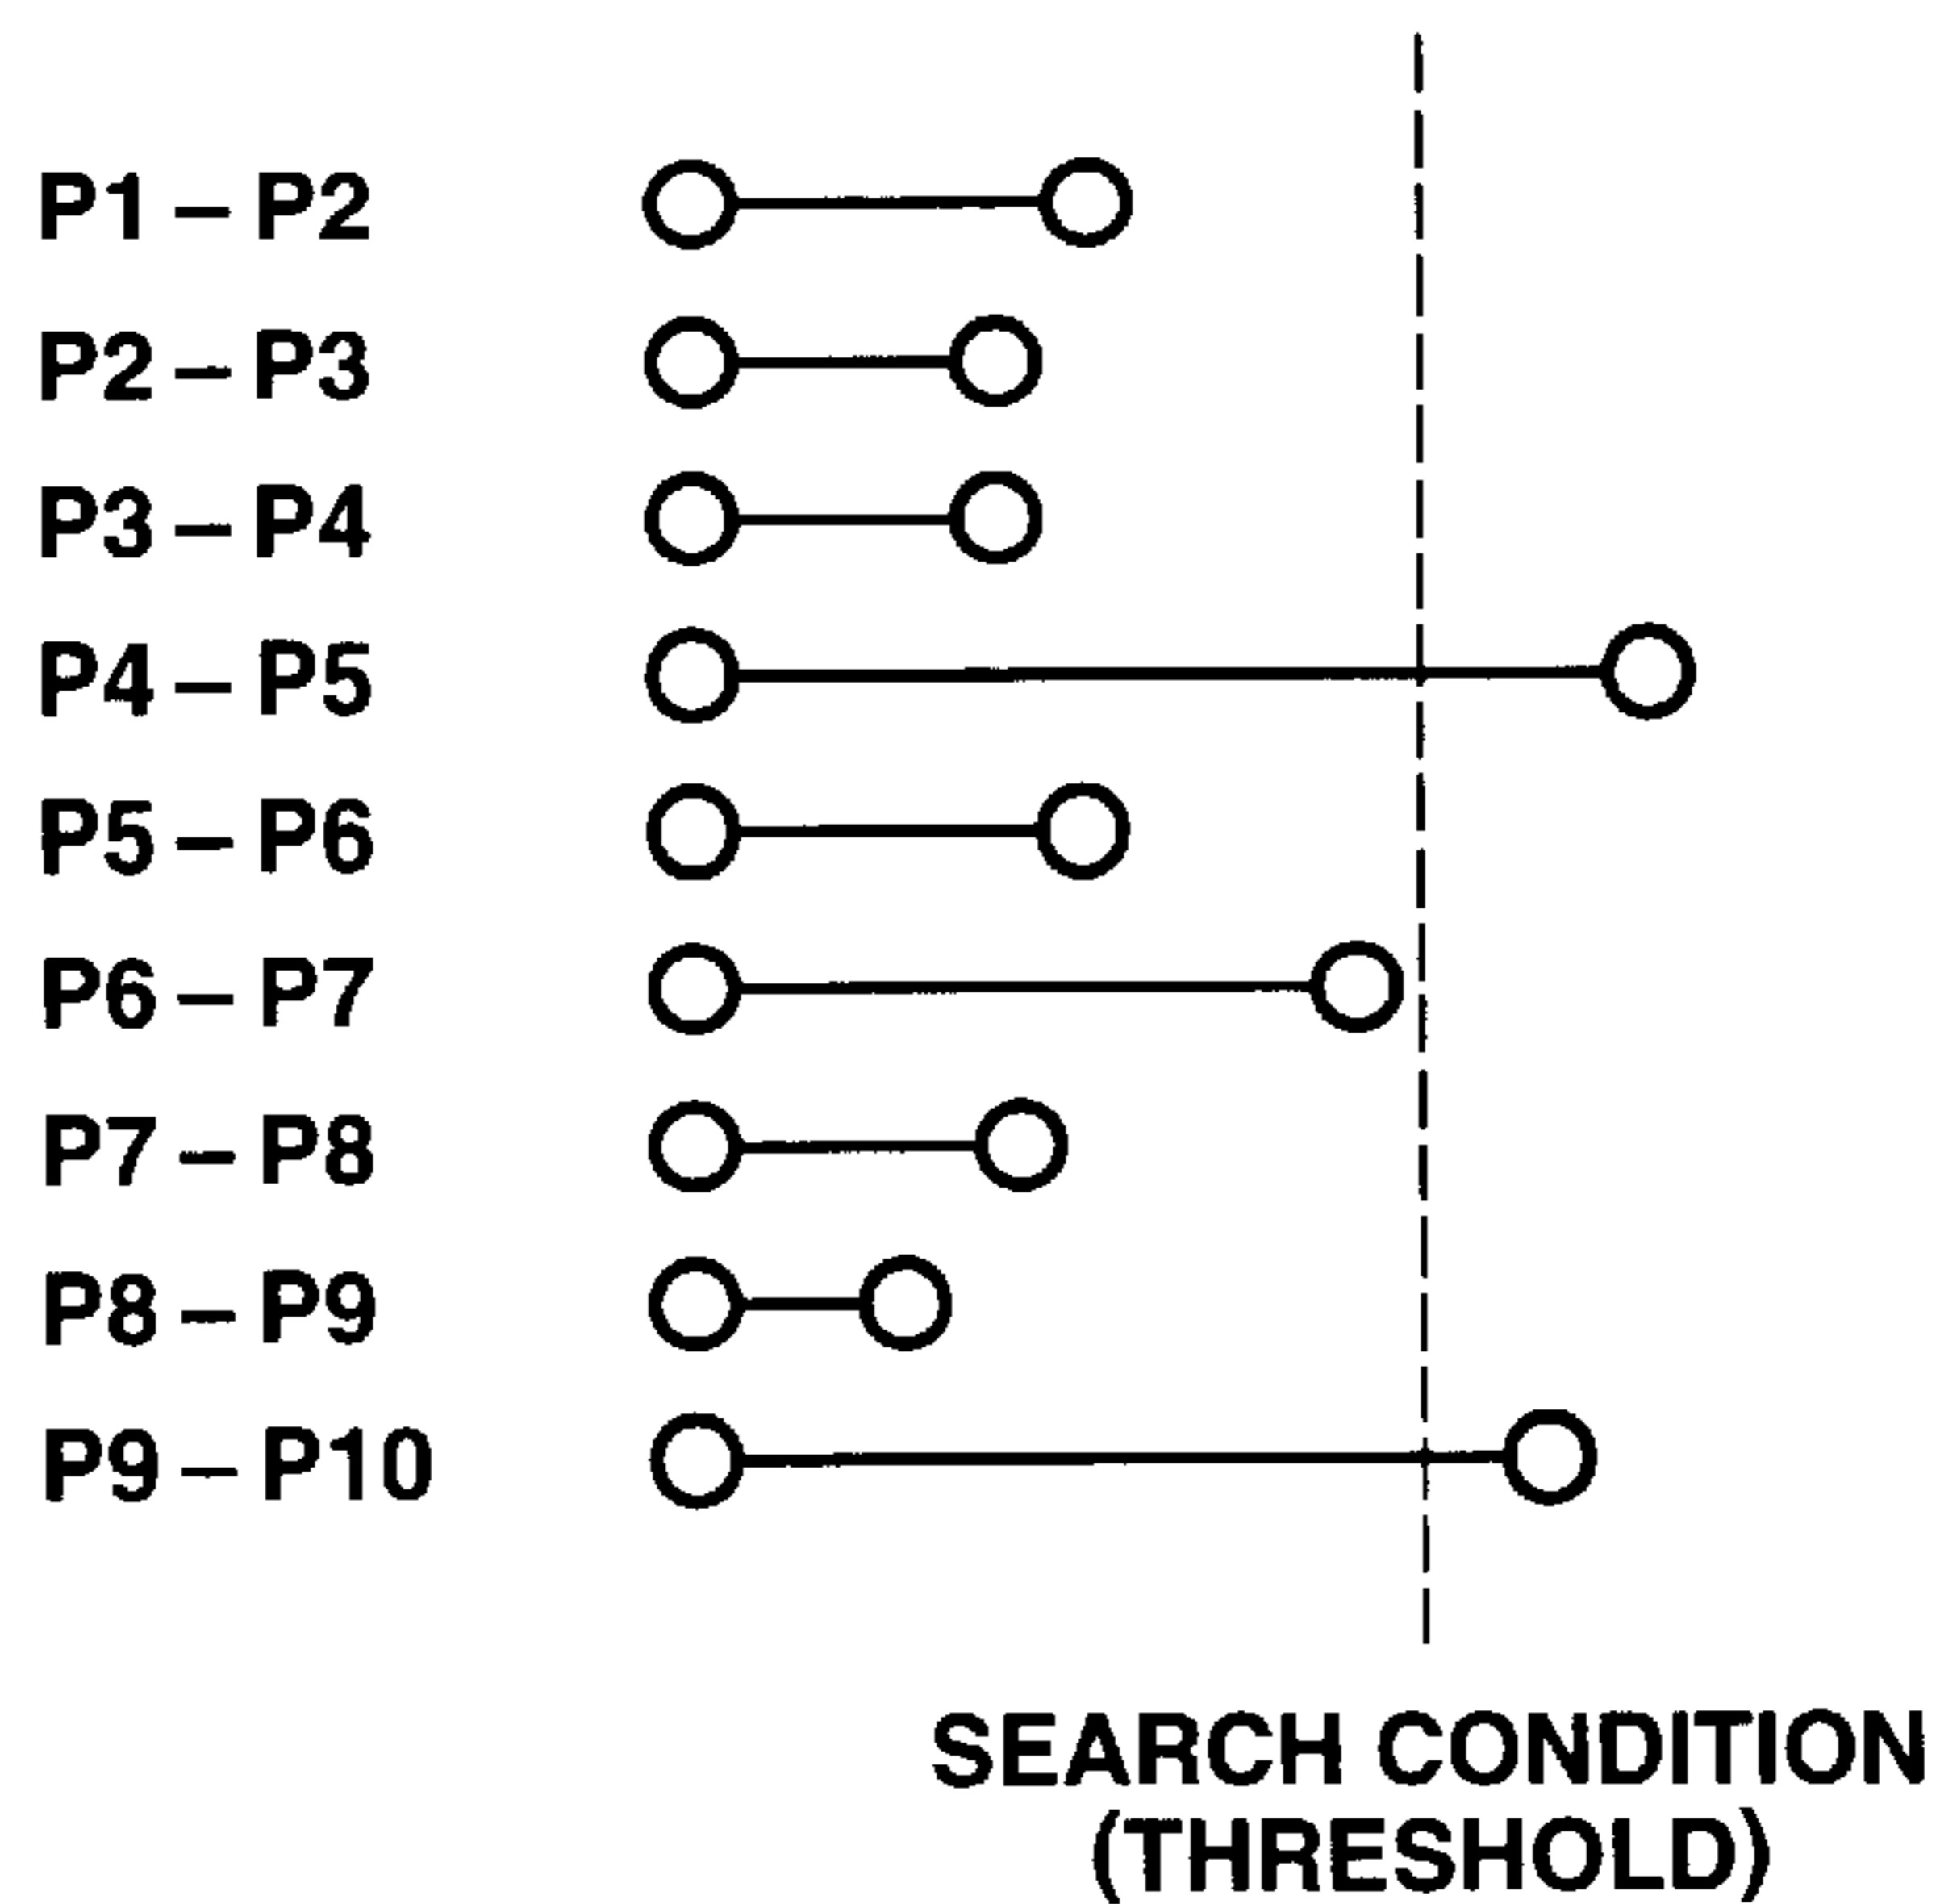 P1 – P2
P2 – P3
P3 – P4
P4 – P5
P5 – P6
P6 – P7
P7 – P8
P8 – P9
P9 – P10
SEARCH CONDITION
(THRESHOLD)